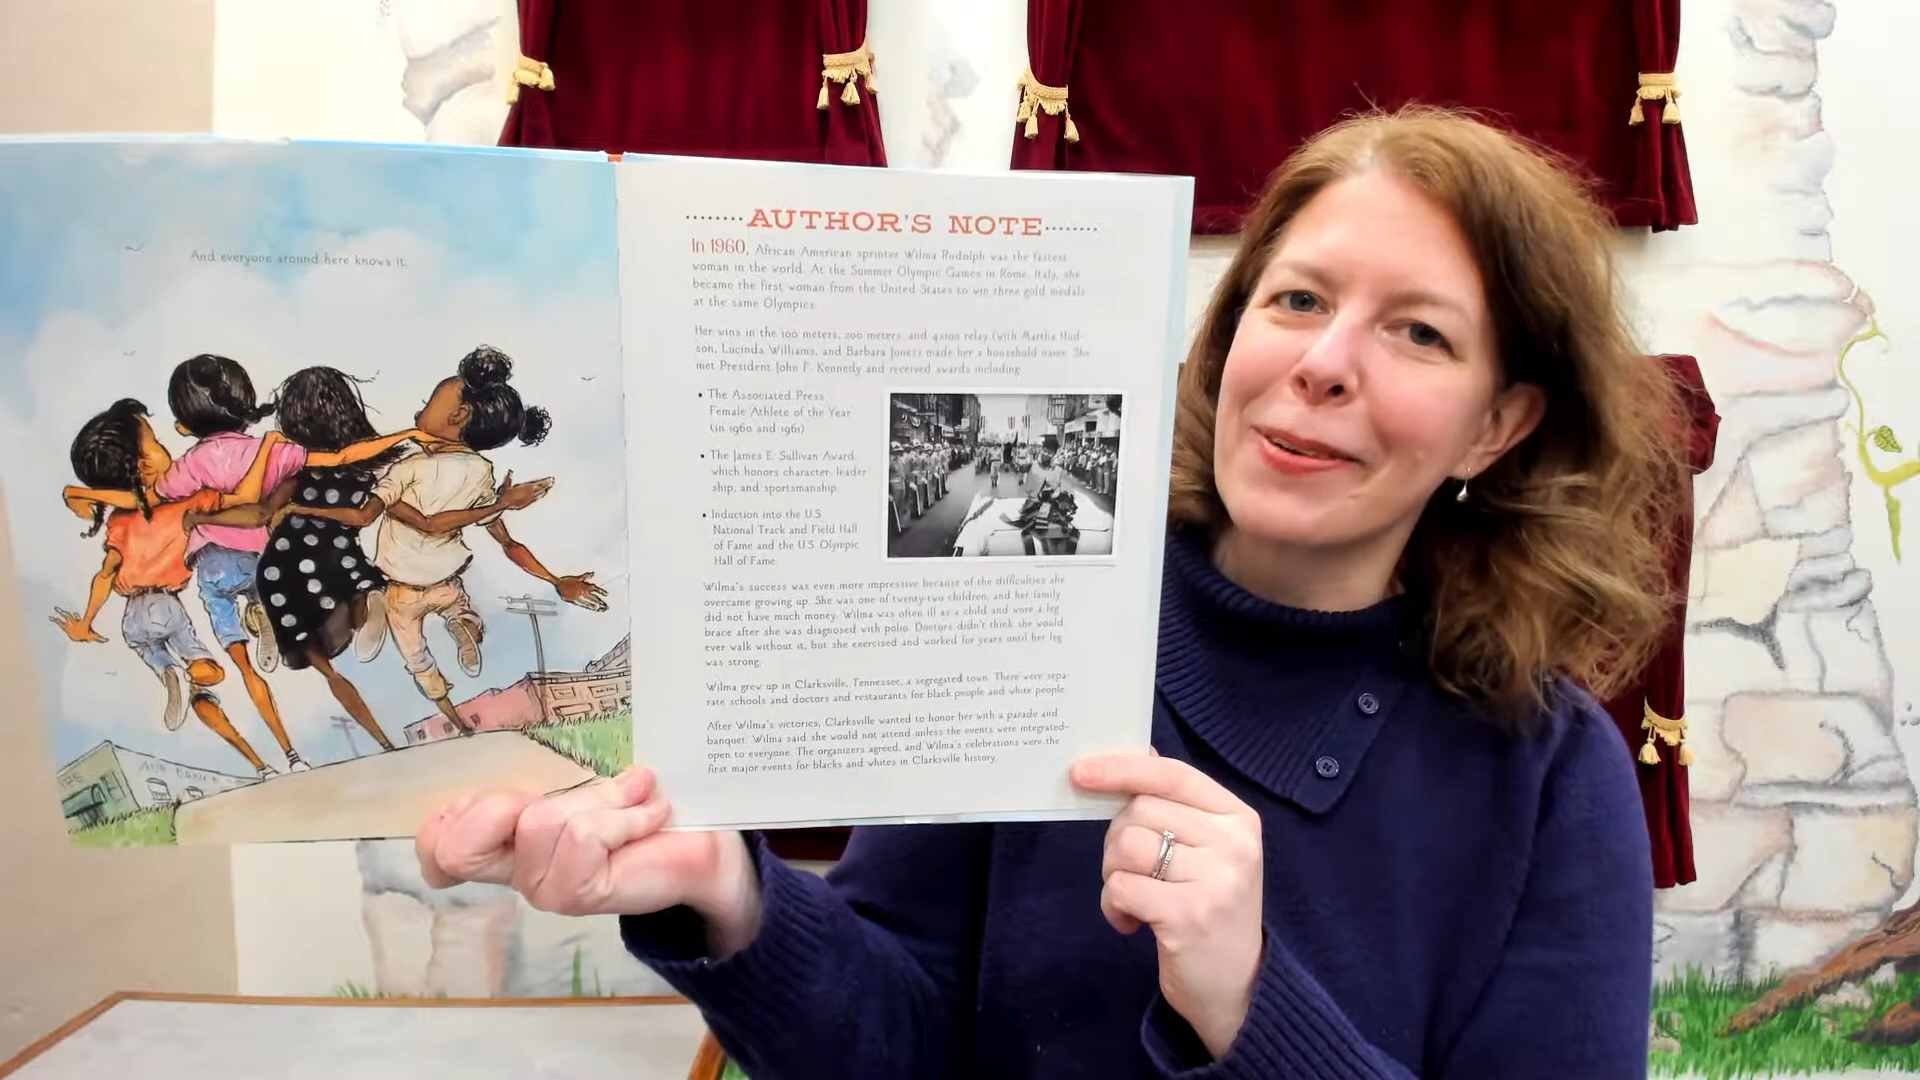 And everyone around here knows it.
AUTHOR'S NOTE
In 1960, African American sprinter Wilma Rudolph was the fastest
woman in the world. At the Summer Olympic Games in Rome, Italy, she
became the first woman from the United States to win three gold medals
at the same Olympics.
Her wins in the 100 meters, 200 meters, and 4x100 relay (with Martha Hud-
son, Lucinda Williams, and Barbara Jones) made her a household name. She
met President John F. Kennedy and received awards including:
• The Associated Press
Female Athlete of the Year
(in 1960 and 1961)
• The James E. Sullivan Award,
which honors character, leader-
ship, and sportsmanship.
• Induction into the U.S.
National Track and Field Hall
of Fame and the U.S. Olympic
Hall of Fame.
Wilma's success was even more impressive because of the difficulties she
overcame growing up. She was one of twenty-two children, and her family
did not have much money. Wilma was often ill as a child and wore a leg
brace after she was diagnosed with polio. Doctors didn't think she would
ever walk without it, but she exercised and worked for years until her leg
was strong.
Wilma grew up in Clarksville, Tennessee, a segregated town. There were sepa-
rate schools and doctors and restaurants for black people and white people.
After Wilma's victories, Clarksville wanted to honor her with a parade and
banquet. Wilma said she would not attend unless the events were integrated—
open to everyone. The organizers agreed, and Wilma's celebrations were the
first major events for blacks and whites in Clarksville history.